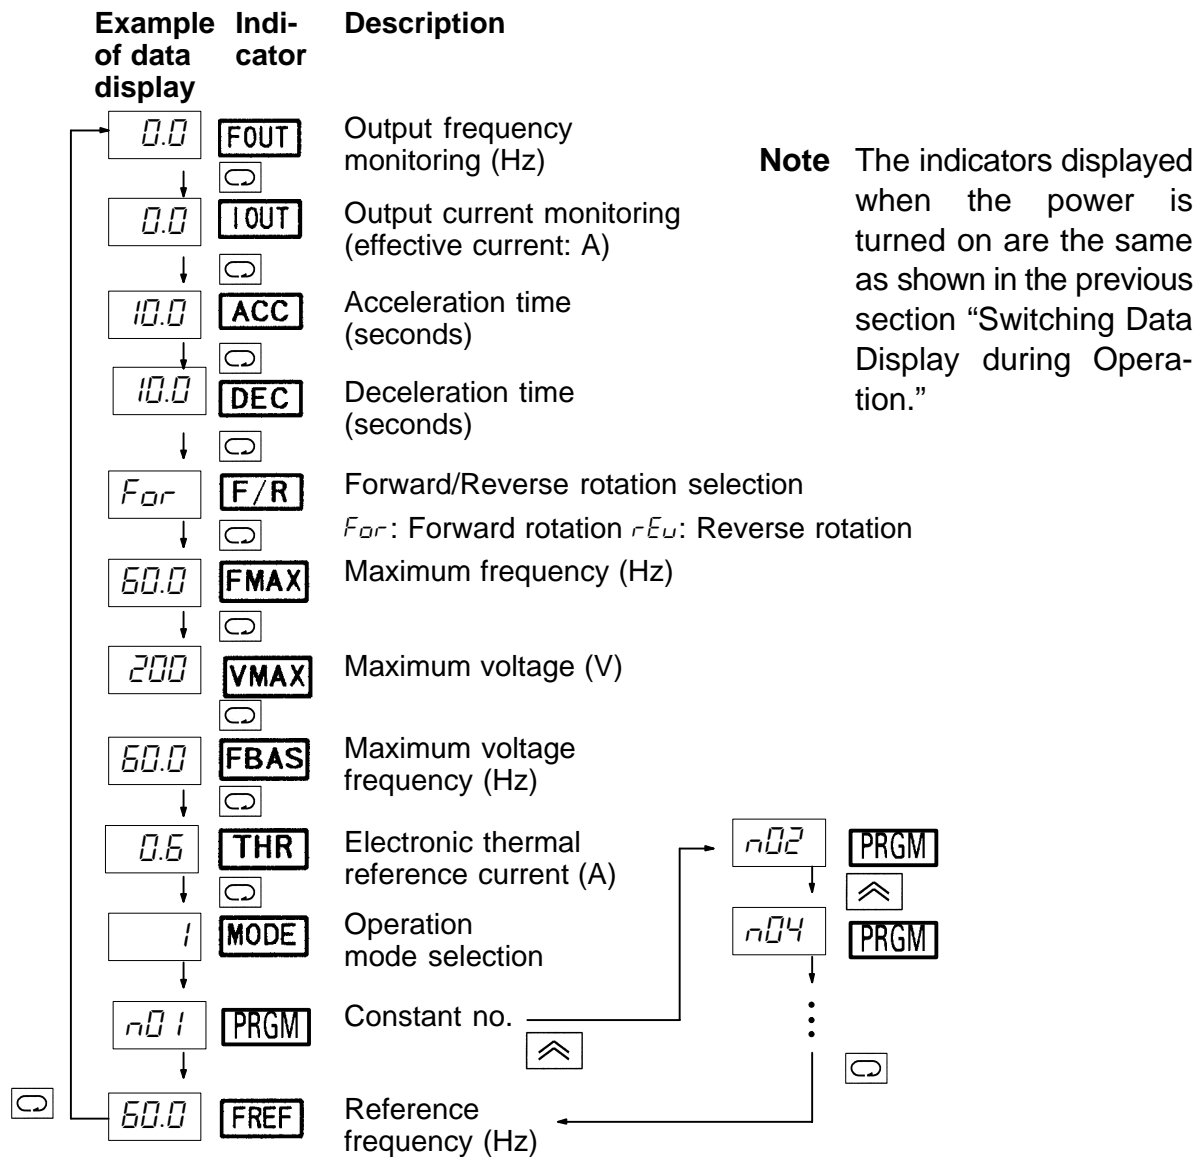 Example Indi- Description
of data cator
display
0.0 FOUT Output frequency
monitoring (Hz)
0.0 IOUT Output current monitoring
(effective current: A)
10.0 ACC Acceleration time
(seconds)
10.0 DEC Deceleration time
(seconds)
For F/R Forward/Reverse rotation selection
For: Forward rotation rEv: Reverse rotation
60.0 FMAX Maximum frequency (Hz)
200 VMAX Maximum voltage (V)
60.0 FBAS Maximum voltage
frequency (Hz)
0.6 THR Electronic thermal
reference current (A)
1 MODE Operation
mode selection
n01 PRGM Constant no.
60.0 FREF Reference
frequency (Hz)
n02 PRGM
n04 PRGM
Note The indicators displayed
when the power is
turned on are the same
as shown in the previous
section “Switching Data
Display during Opera-
tion.”